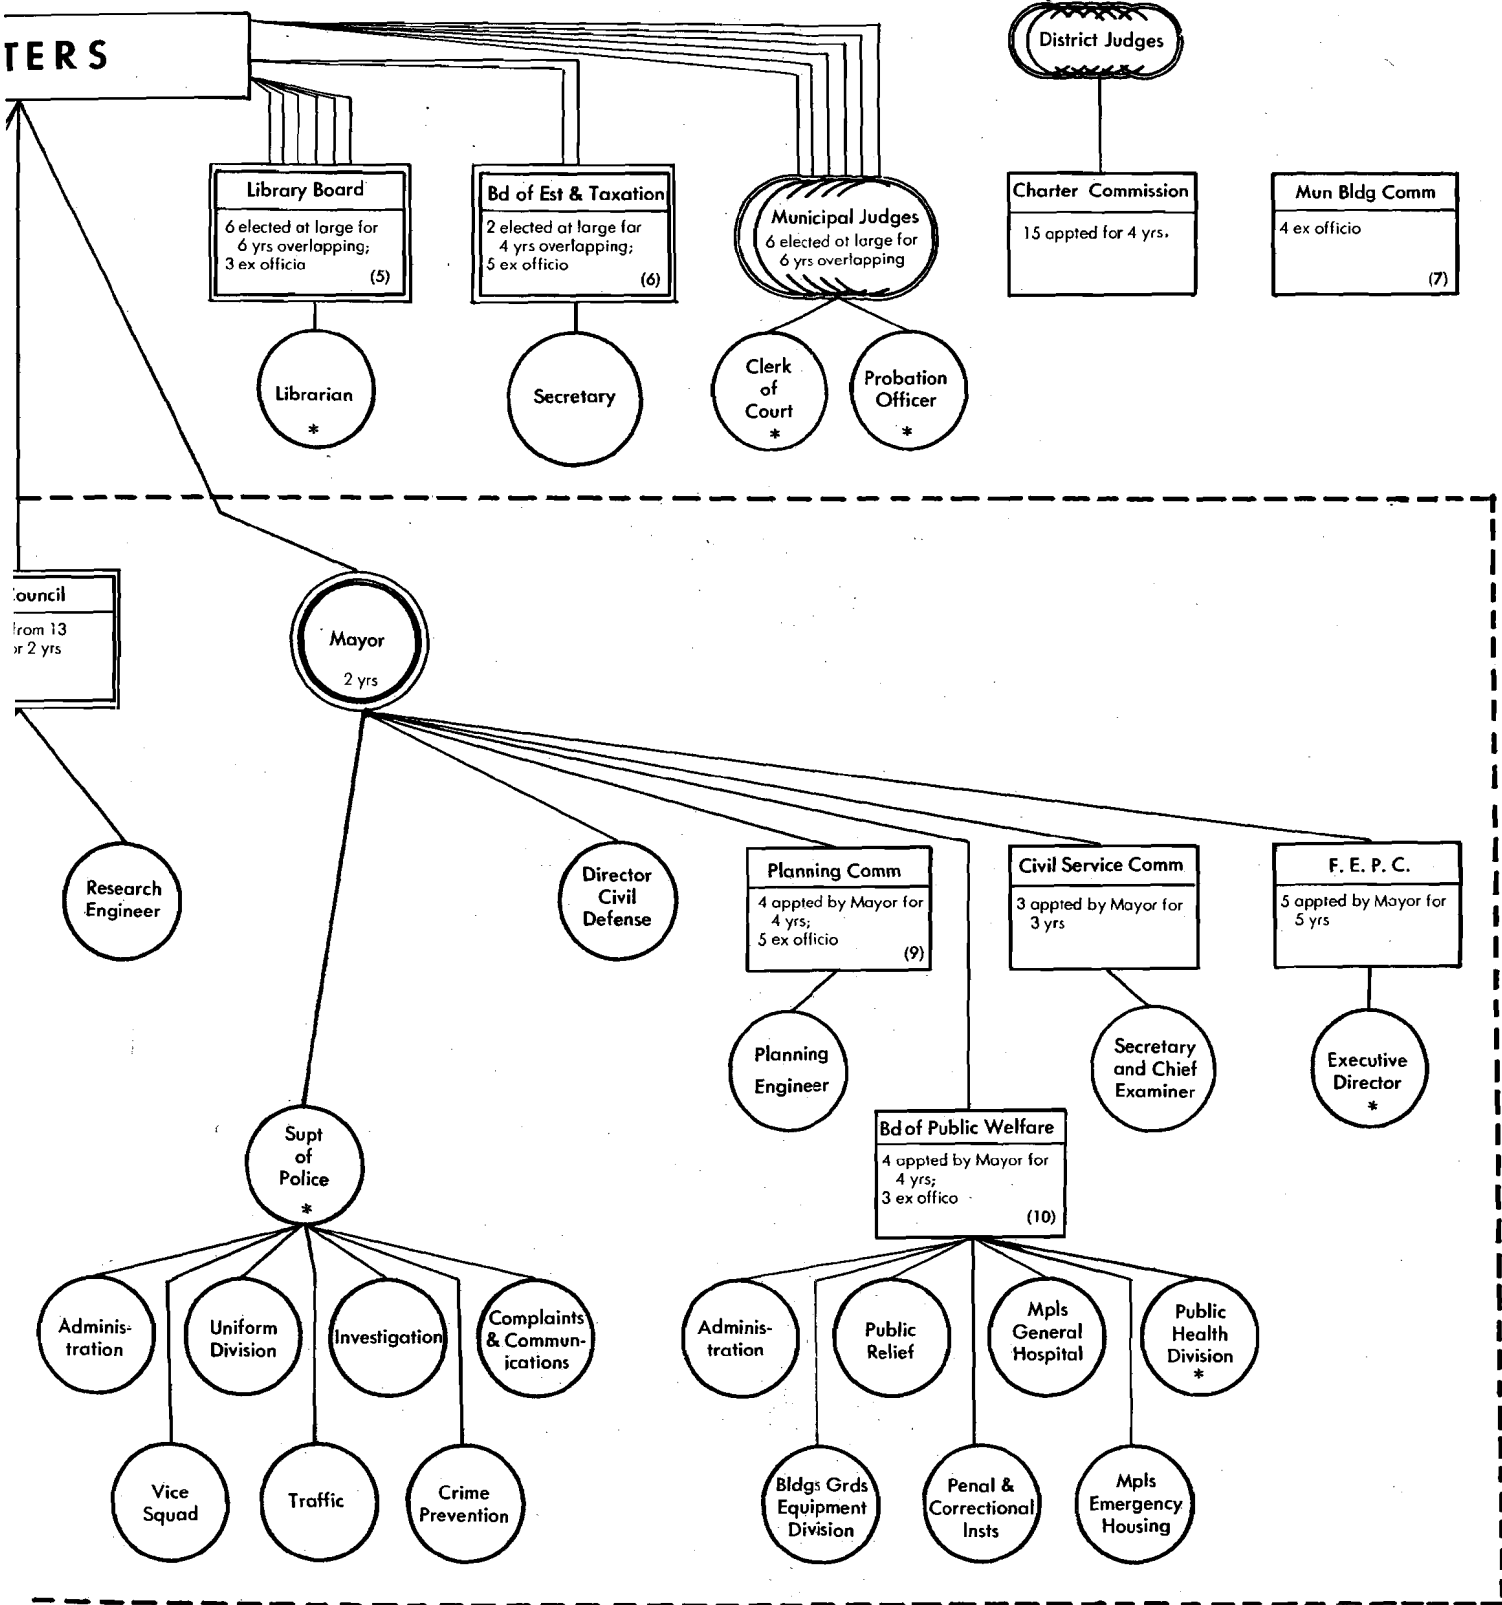 TERS
District Judges
Library Board
6 elected at large for
6 yrs overlapping;
3 ex officia
(5)
Bd of Est & Taxation
2 elected at large far
4 yrs overlapping;
5 ex officio
(6)
Municipal Judges
6 elected at large for
6 yrs overlapping
Charter Commission
15 appted for 4 yrs.
Mun Bldg Comm
4 ex officio
(7)
Librarian
*
Secretary
Clerk
of
Court
*
Probation
Officer
*
ouncil
from 13
or 2 yrs
Mayor
2 yrs
Research
Engineer
Director
Civil
Defense
Planning Comm
4 appted by Mayor for
4 yrs;
5 ex officio
(9)
Civil Service Comm
3 appted by Mayor for
3 yrs
F. E. P. C.
5 appted by Mayor for
5 yrs
Planning
Engineer
Secretary
and Chief
Examiner
Executive
Director
*
Supt
of
Police
*
Bd of Public Welfare
4 appted by Mayor for
4 yrs;
3 ex offico
(10)
Adminis-
tration
Uniform
Division
Investigation
Complaints
& Commun-
ications
Adminis-
tration
Public
Relief
Mpls
General
Hospital
Public
Health
Division
*
Vice
Squad
Traffic
Crime
Prevention
Bldgs Grds
Equipment
Division
Penal &
Correctional
Insts
Mpls
Emergency
Housing